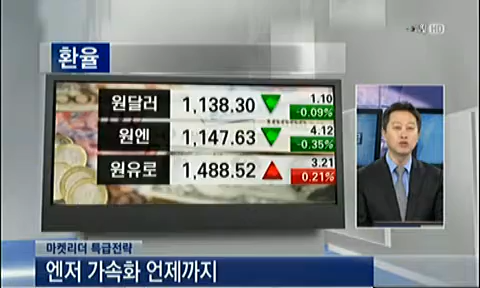 환율
HD
원달러 1,138.30 ▼ 1.10 -0.09%
원엔 1,147.63 ▼ 4.12 -0.35%
원유로 1,488.52 ▲ 3.21 0.21%
마켓리더 특급전략
엔저 가속화 언제까지